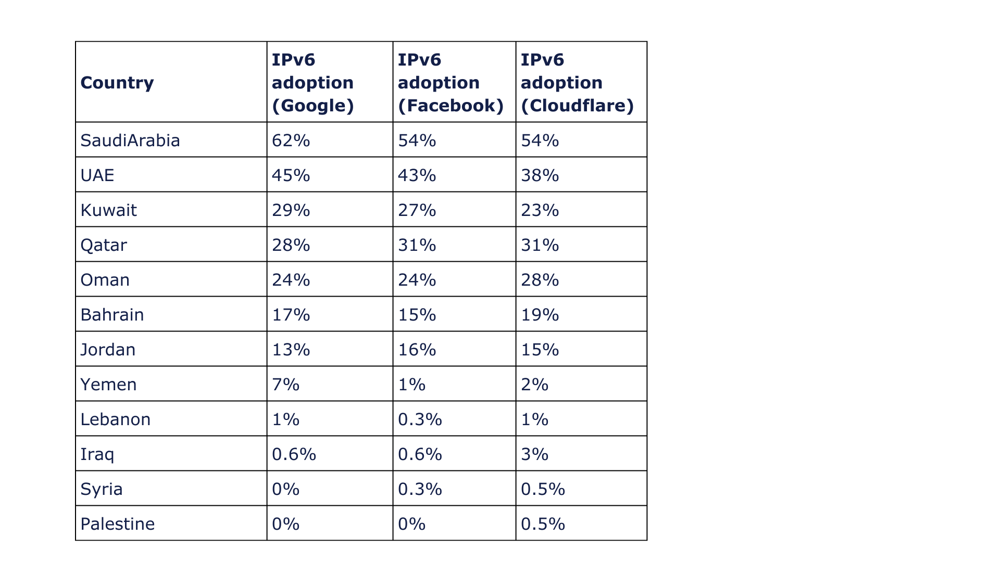 Country
IPv6
adoption
(Google)
IPv6
adoption
(Facebook)
IPv6
adoption
(Cloudflare)
SaudiArabia 62% 54% 54%
UAE 45% 43% 38%
Kuwait 29% 27% 23%
Qatar 28% 31% 31%
Oman 24% 24% 28%
Bahrain 17% 15% 19%
Jordan 13% 16% 15%
Yemen 7% 1% 2%
Lebanon 1% 0.3% 1%
Iraq 0.6% 0.6% 3%
Syria 0% 0.3% 0.5%
Palestine 0% 0% 0.5%